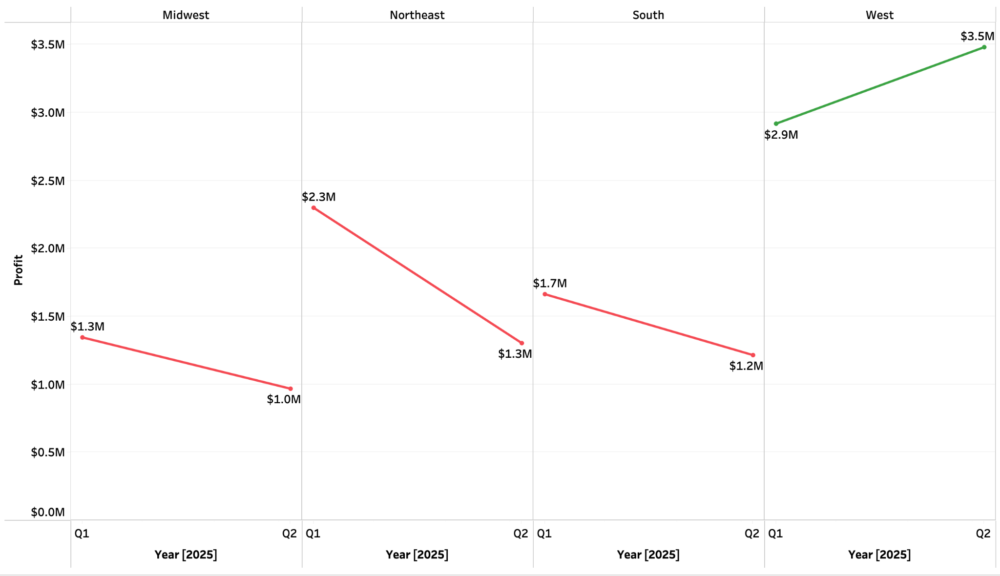 Midwest Northeast South West
$3.5M
$3.5M
$3.0M
$2.9M
$2.5M
$2.3M
$2.0M
Profit
$1.7M
$1.5M
$1.3M
$1.3M
$1.2M
$1.0M
$1.0M
$0.5M
$0.0M
Q1 Q2 Q1 Q2 Q1 Q2 Q1 Q2
Year [2025] Year [2025] Year [2025] Year [2025]